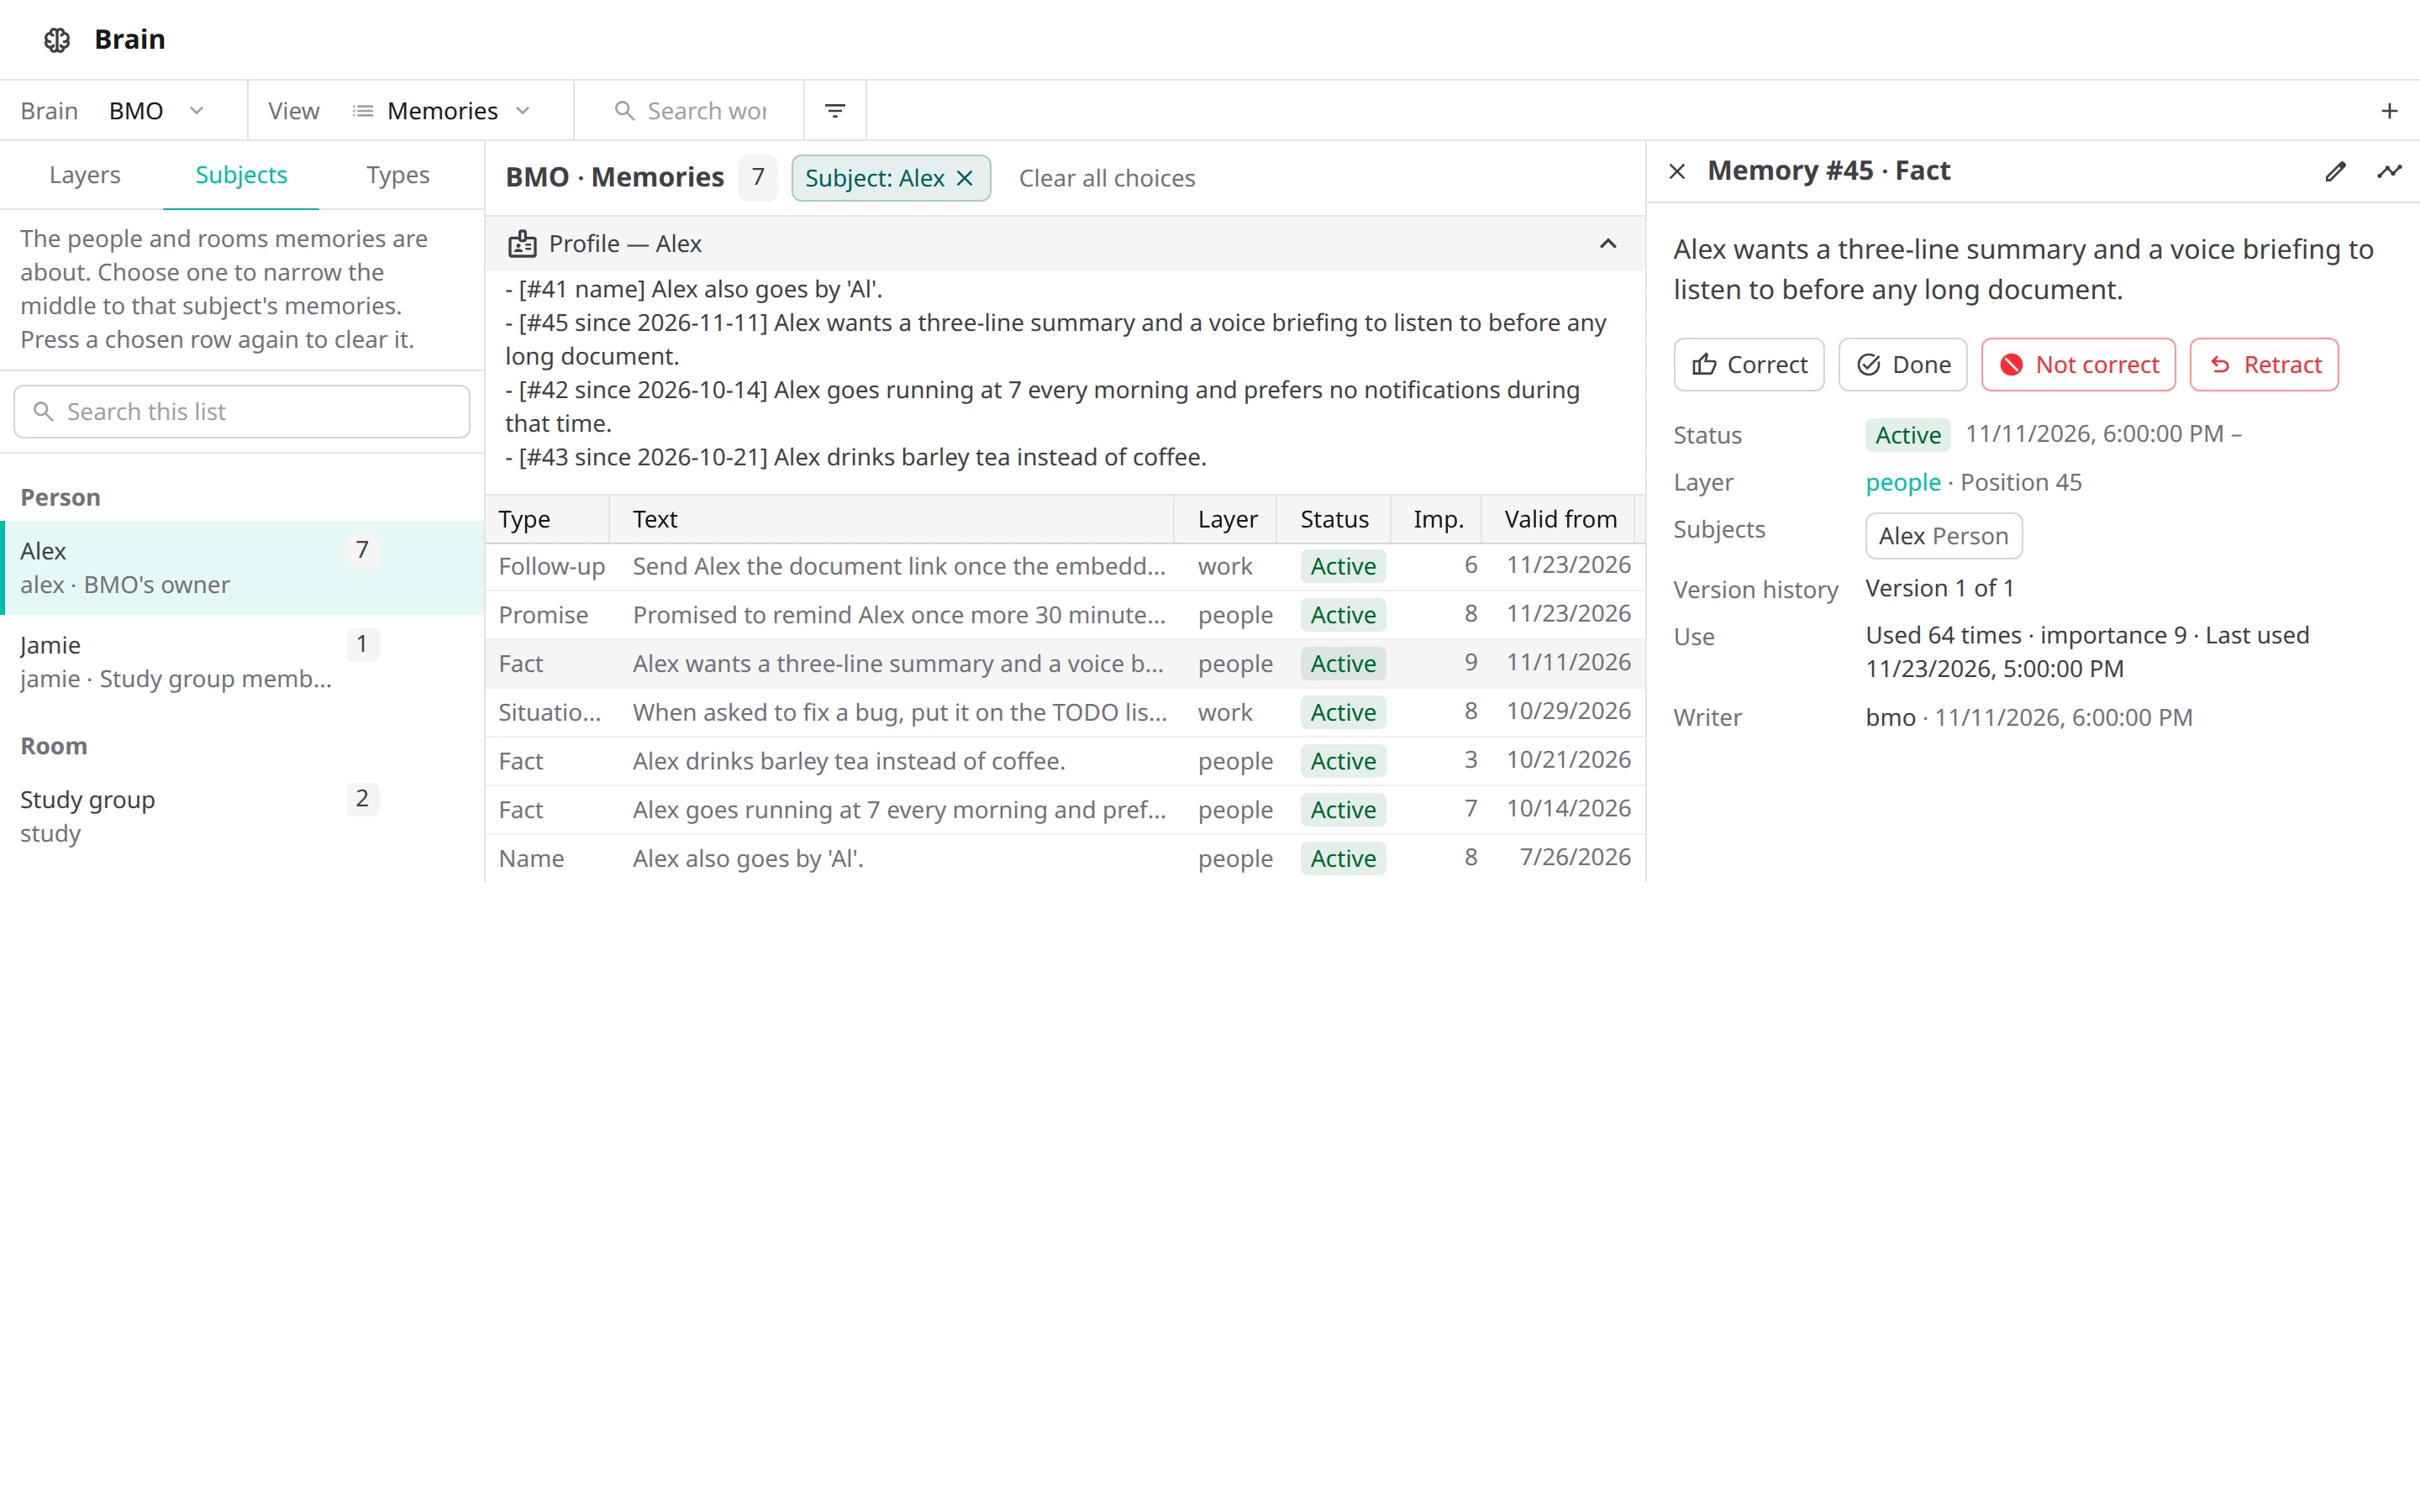 Brain
Brain BMO View Memories Search wor
Layers Subjects Types
The people and rooms memories are
about. Choose one to narrow the
middle to that subject's memories.
Press a chosen row again to clear it.
Search this list
Person
Alex 7
alex · BMO's owner
Jamie 1
jamie · Study group memb...
Room
Study group 2
study
BMO · Memories 7 Subject: Alex Clear all choices
Profile — Alex
- [#41 name] Alex also goes by 'Al'.
- [#45 since 2026-11-11] Alex wants a three-line summary and a voice briefing to listen to before any
long document.
- [#42 since 2026-10-14] Alex goes running at 7 every morning and prefers no notifications during
that time.
- [#43 since 2026-10-21] Alex drinks barley tea instead of coffee.
Type Text Layer Status Imp. Valid from
Follow-up Send Alex the document link once the embedd... work Active 6 11/23/2026
Promise Promised to remind Alex once more 30 minute... people Active 8 11/23/2026
Fact Alex wants a three-line summary and a voice b... people Active 9 11/11/2026
Situatio... When asked to fix a bug, put it on the TODO lis... work Active 8 10/29/2026
Fact Alex drinks barley tea instead of coffee. people Active 3 10/21/2026
Fact Alex goes running at 7 every morning and pref... people Active 7 10/14/2026
Name Alex also goes by 'Al'. people Active 8 7/26/2026
Memory #45 · Fact
Alex wants a three-line summary and a voice briefing to
listen to before any long document.
Correct Done Not correct Retract
Status Active 11/11/2026, 6:00:00 PM –
Layer people · Position 45
Subjects Alex Person
Version history Version 1 of 1
Use Used 64 times · importance 9 · Last used
11/23/2026, 5:00:00 PM
Writer bmo · 11/11/2026, 6:00:00 PM